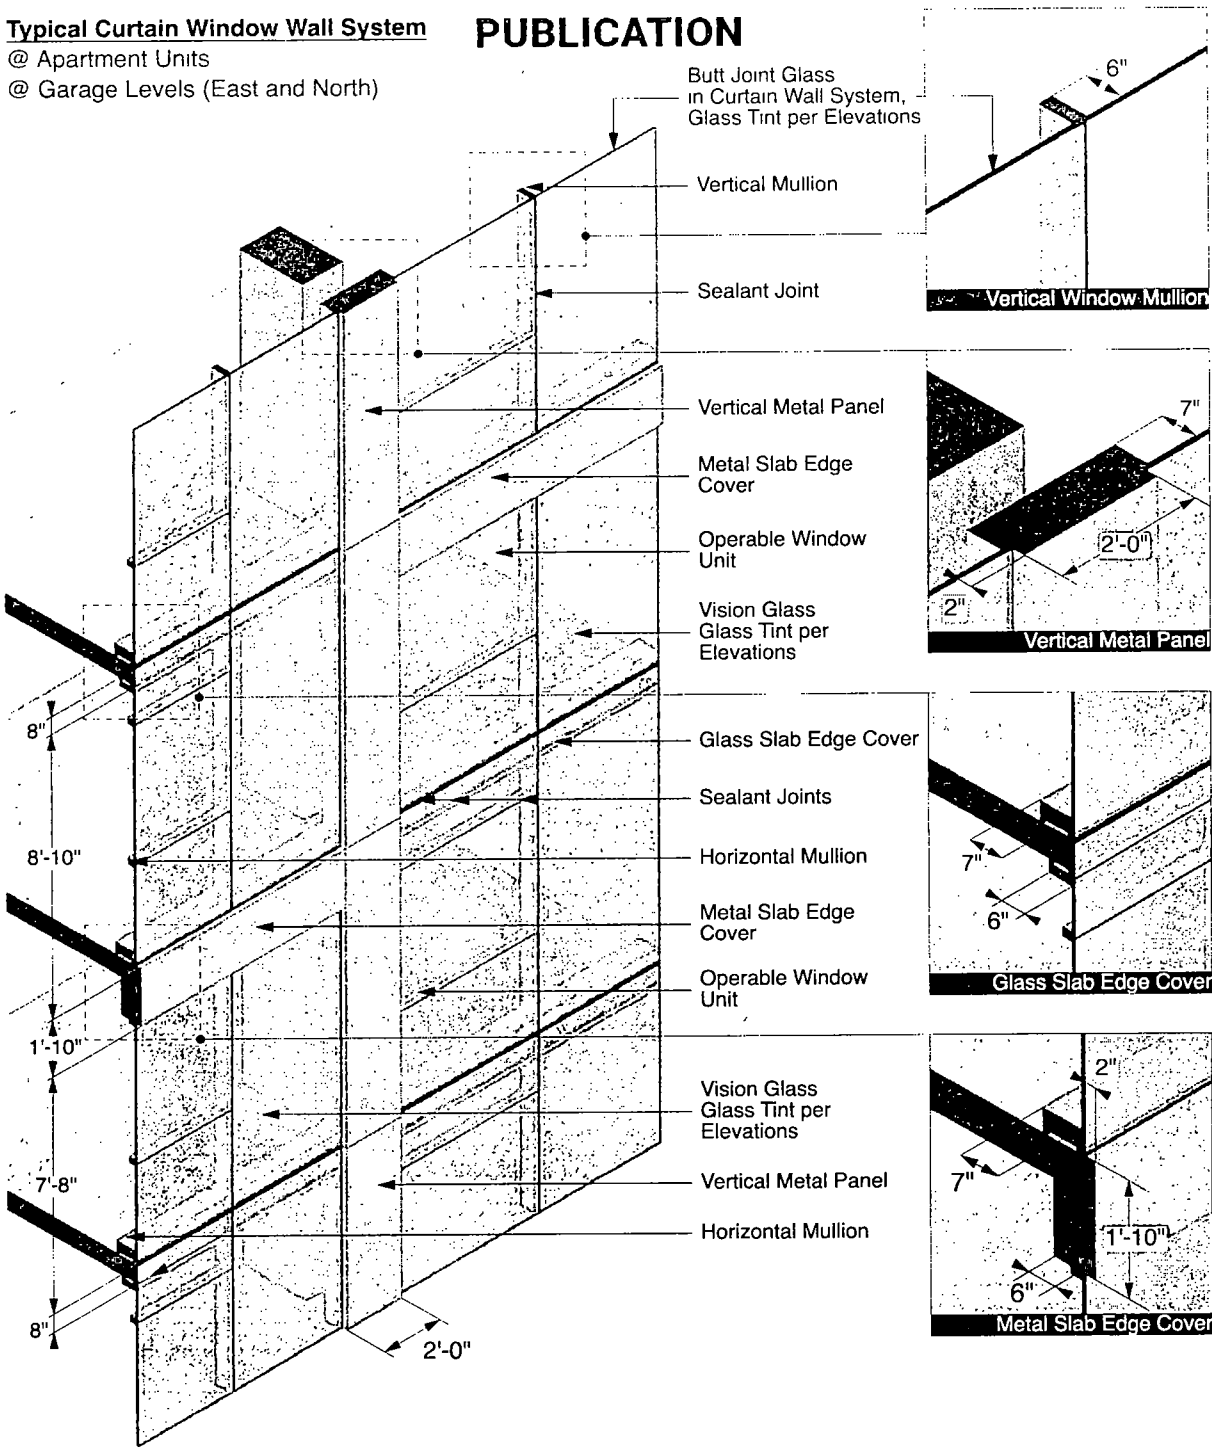 Typical Curtain Window Wall System
@ Apartment Units
@ Garage Levels (East and North)
PUBLICATION
Butt Joint Glass
in Curtain Wall System,
Glass Tint per Elevations
6"
Vertical Mullion
Vertical Window Mullion
Sealant Joint
Vertical Metal Panel
7"
2'-0"
2"
Vertical Metal Panel
Metal Slab Edge
Cover
Operable Window
Unit
Vision Glass
Glass Tint per
Elevations
8"
Glass Slab Edge Cover
Sealant Joints
8'-10"
Horizontal Mullion
7"
6"
Glass Slab Edge Cover
Metal Slab Edge
Cover
Operable Window
Unit
1'-10"
Vision Glass
Glass Tint per
Elevations
7'-8"
Vertical Metal Panel
Horizontal Mullion
8"
2'-0"
2"
7"
1'-10"
6"
Metal Slab Edge Cover